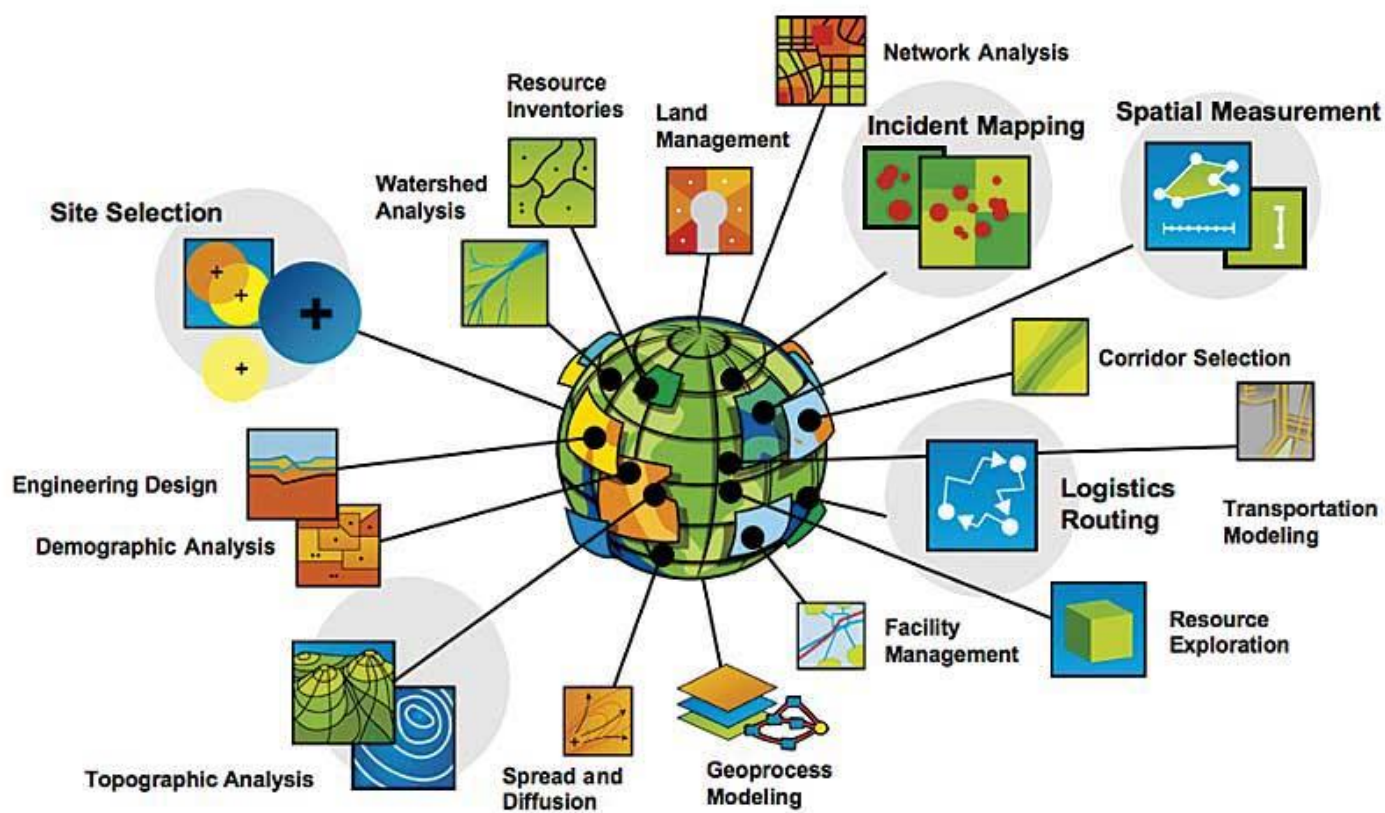 Network Analysis
Resource
Inventories
Land
Management
Incident Mapping
Spatial Measurement
Watershed
Analysis
Site Selection
Corridor Selection
Engineering Design
Logistics
Routing
Transportation
Modeling
Demographic Analysis
Facility
Management
Resource
Exploration
Topographic Analysis
Spread and
Diffusion
Geoprocess
Modeling